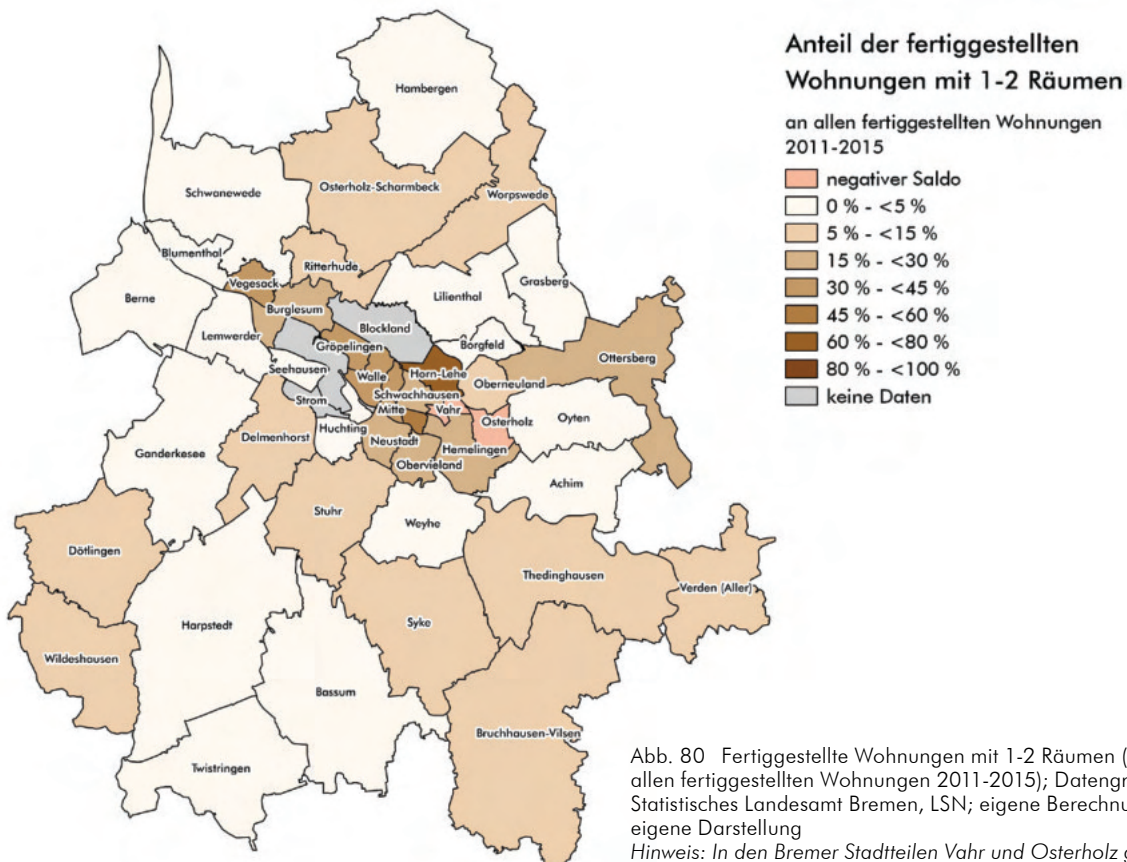 Anteil der fertiggestellten
Wohnungen mit 1-2 Räumen
an allen fertiggestellten Wohnungen
2011-2015
negativer Saldo
0 % - <5 %
5 % - <15 %
15 % - <30 %
30 % - <45 %
45 % - <60 %
60 % - <80 %
80 % - <100 %
keine Daten
Hambergen
Schwanewede
Osterholz-Scharmbeck
Worpswede
Blumenthal
Ritterhude
Grasberg
Vegesack
Berne
Lilienthal
Burglesum
Blockland
Lemwerder
Gröpelingen
Borgfeld
Ottersberg
Seehausen
Walle
Horn-Lehe
Oberneuland
Strom
Schwachhausen
Mitte
Vahr
Osterholz
Oyten
Huchting
Delmenhorst
Neustadt
Hemelingen
Ganderkesee
Obervieland
Achim
Stuhr
Weyhe
Dötlingen
Thedinghausen
Verden (Aller)
Harpstedt
Syke
Wildeshausen
Bassum
Bruchhausen-Vilsen
Twistringen
Abb. 80 Fertiggestellte Wohnungen mit 1-2 Räumen (
allen fertiggestellten Wohnungen 2011-2015); Datengr
Statistisches Landesamt Bremen, LSN; eigene Berechnu
eigene Darstellung
Hinweis: In den Bremer Stadtteilen Vahr und Osterholz